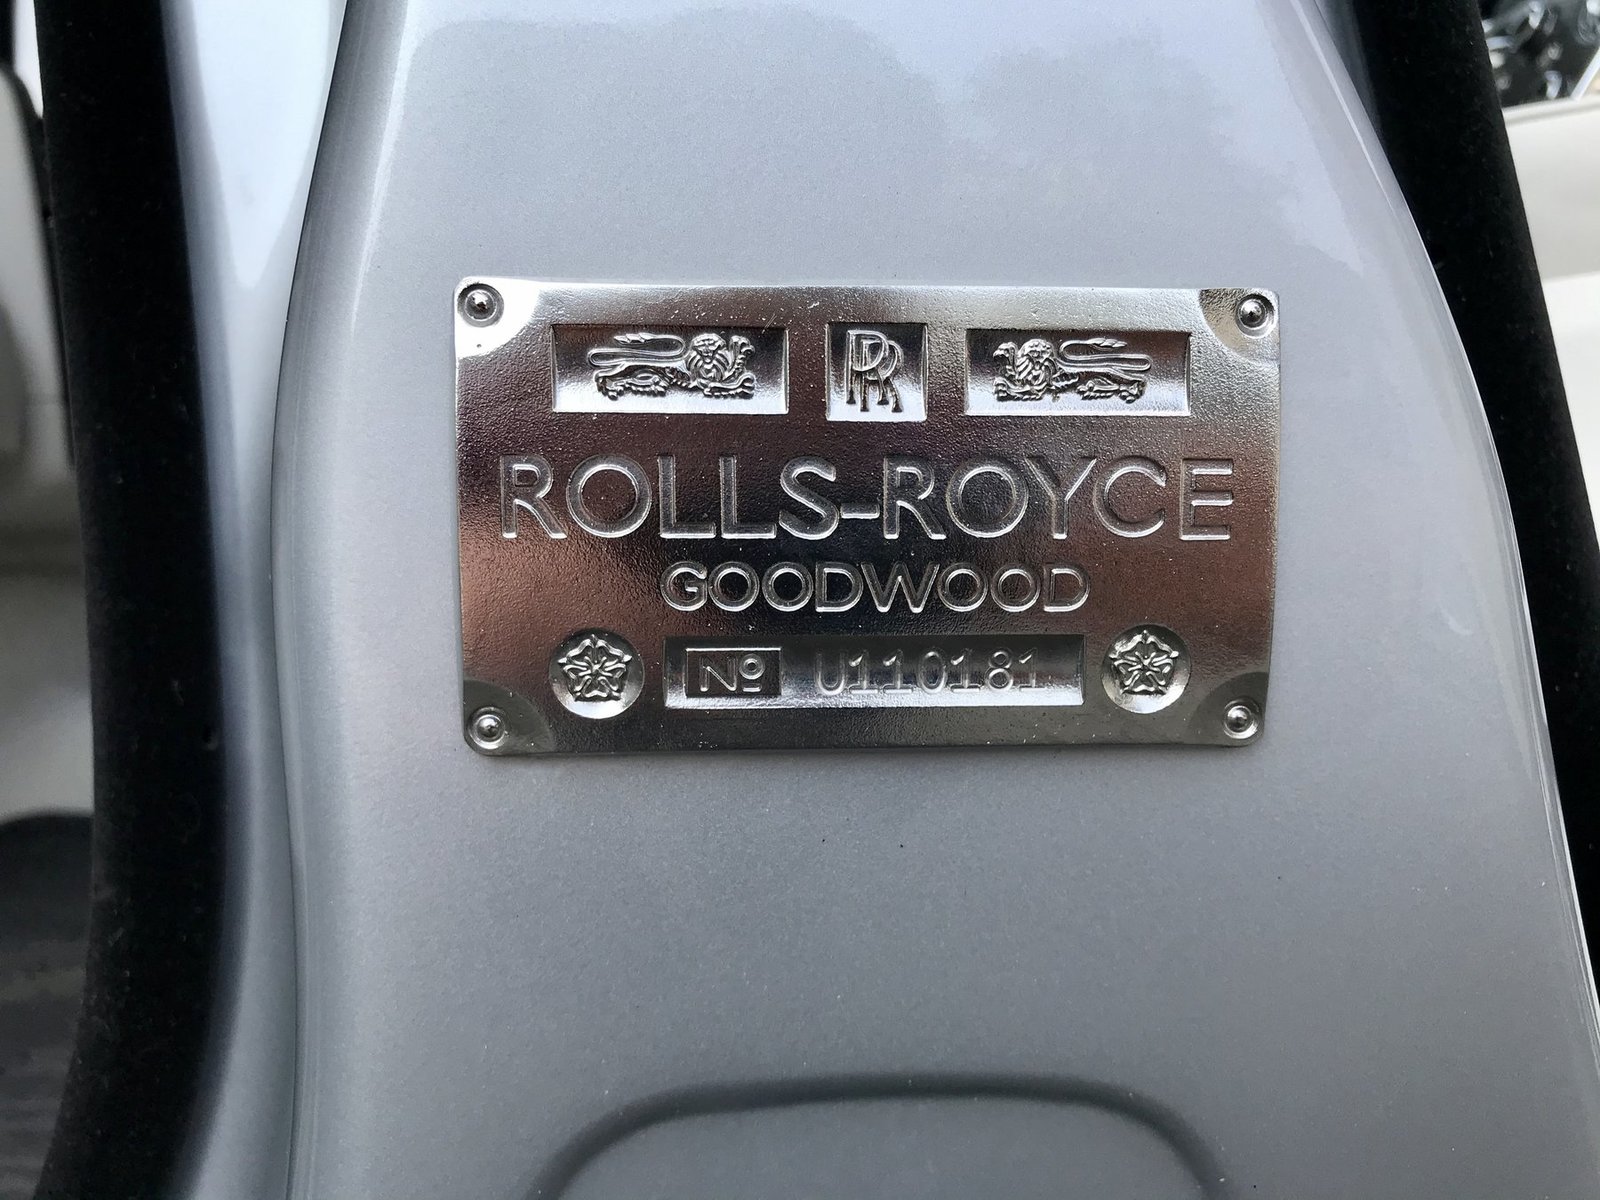 RR
ROLLS-ROYCE
GOODWOOD
Nº U110181